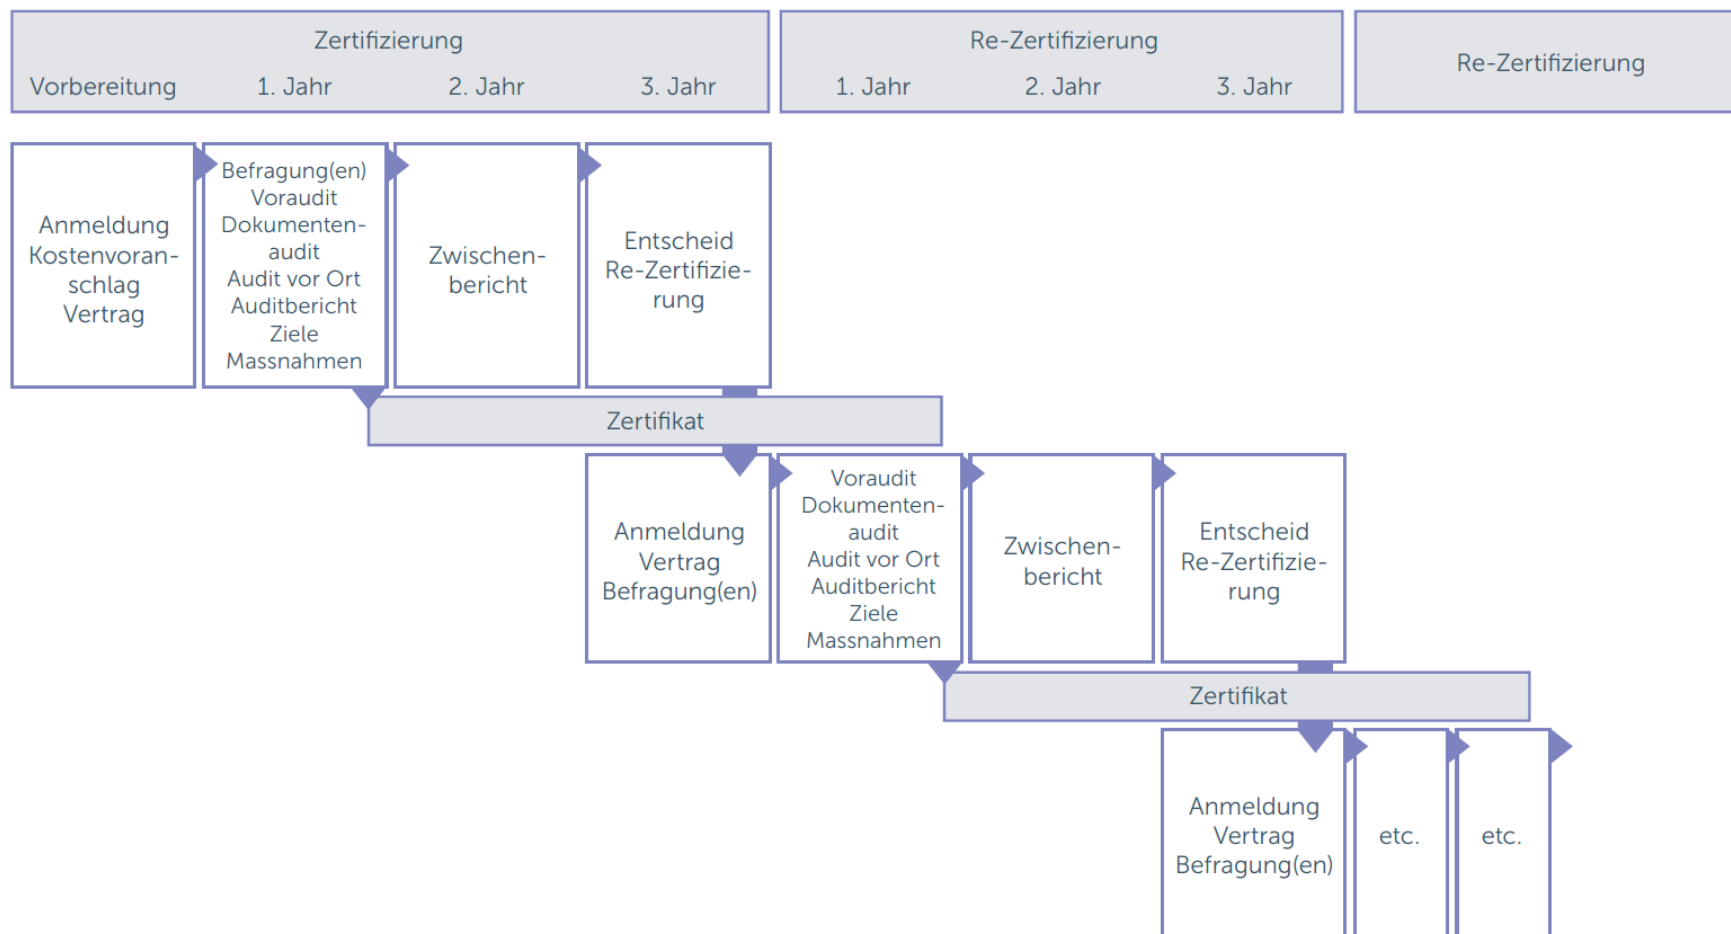 Zertifizierung
Vorbereitung 1. Jahr 2. Jahr 3. Jahr
Re-Zertifizierung
1. Jahr 2. Jahr 3. Jahr
Re-Zertifizierung
Anmeldung
Kostenvoran-
schlag
Vertrag
Befragung(en)
Voraudit
Dokumenten-
audit
Audit vor Ort
Auditbericht
Ziele
Massnahmen
Zwischen-
bericht
Entscheid
Re-Zertifizie-
rung
Zertifikat
Anmeldung
Vertrag
Befragung(en)
Voraudit
Dokumenten-
audit
Audit vor Ort
Auditbericht
Ziele
Massnahmen
Zwischen-
bericht
Entscheid
Re-Zertifizie-
rung
Zertifikat
Anmeldung
Vertrag
Befragung(en)
etc.
etc.